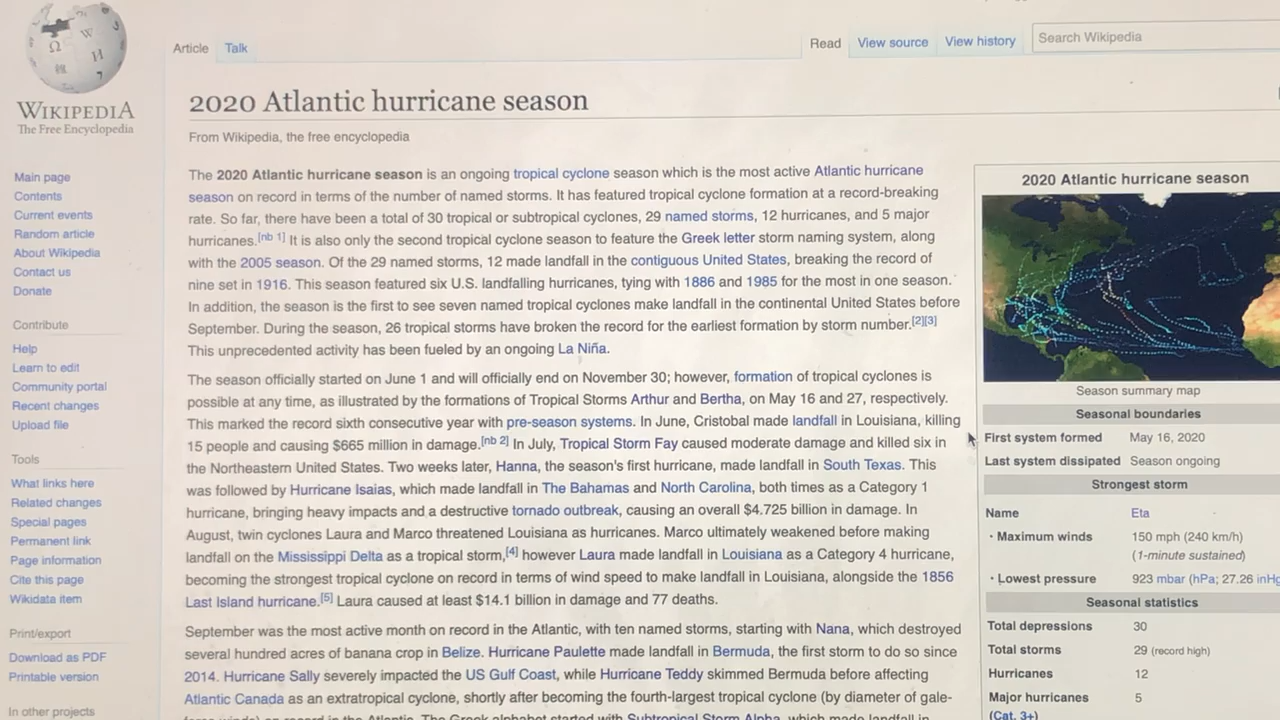 Article
Talk
Read
View source
View history
Search Wikipedia
WIKIPEDIA
The Free Encyclopedia
Main page
Contents
Current events
Random article
About Wikipedia
Contact us
Donate
Contribute
Help
Learn to edit
Community portal
Recent changes
Upload file
Tools
What links here
Related changes
Special pages
Permanent link
Page information
Cite this page
Wikidata item
Print/export
Download as PDF
Printable version
In other projects
2020 Atlantic hurricane season
From Wikipedia, the free encyclopedia
The 2020 Atlantic hurricane season is an ongoing tropical cyclone season which is the most active Atlantic hurricane
season on record in terms of the number of named storms. It has featured tropical cyclone formation at a record-breaking
rate. So far, there have been a total of 30 tropical or subtropical cyclones, 29 named storms, 12 hurricanes, and 5 major
hurricanes.[nb 1] It is also only the second tropical cyclone season to feature the Greek letter storm naming system, along
with the 2005 season. Of the 29 named storms, 12 made landfall in the contiguous United States, breaking the record of
nine set in 1916. This season featured six U.S. landfalling hurricanes, tying with 1886 and 1985 for the most in one season.
In addition, the season is the first to see seven named tropical cyclones make landfall in the continental United States before
September. During the season, 26 tropical storms have broken the record for the earliest formation by storm number.[2][3]
This unprecedented activity has been fueled by an ongoing La Niña.
The season officially started on June 1 and will officially end on November 30; however, formation of tropical cyclones is
possible at any time, as illustrated by the formations of Tropical Storms Arthur and Bertha, on May 16 and 27, respectively.
This marked the record sixth consecutive year with pre-season systems. In June, Cristobal made landfall in Louisiana, killing
15 people and causing $665 million in damage.[nb 2] In July, Tropical Storm Fay caused moderate damage and killed six in
the Northeastern United States. Two weeks later, Hanna, the season's first hurricane, made landfall in South Texas. This
was followed by Hurricane Isaias, which made landfall in The Bahamas and North Carolina, both times as a Category 1
hurricane, bringing heavy impacts and a destructive tornado outbreak, causing an overall $4.725 billion in damage. In
August, twin cyclones Laura and Marco threatened Louisiana as hurricanes. Marco ultimately weakened before making
landfall on the Mississippi Delta as a tropical storm,[4] however Laura made landfall in Louisiana as a Category 4 hurricane,
becoming the strongest tropical cyclone on record in terms of wind speed to make landfall in Louisiana, alongside the 1856
Last Island hurricane.[5] Laura caused at least $14.1 billion in damage and 77 deaths.
September was the most active month on record in the Atlantic, with ten named storms, starting with Nana, which destroyed
several hundred acres of banana crop in Belize. Hurricane Paulette made landfall in Bermuda, the first storm to do so since
2014. Hurricane Sally severely impacted the US Gulf Coast, while Hurricane Teddy skimmed Bermuda before affecting
Atlantic Canada as an extratropical cyclone, shortly after becoming the fourth-largest tropical cyclone (by diameter of gale-
force winds) on record in the Atlantic. The Greek alphabet started with Subtropical Storm Alpha, which made landfall in
2020 Atlantic hurricane season
Season summary map
Seasonal boundaries
First system formed May 16, 2020
Last system dissipated Season ongoing
Strongest storm
Name Eta
• Maximum winds 150 mph (240 km/h)
(1-minute sustained)
• Lowest pressure 923 mbar (hPa; 27.26 inHg
Seasonal statistics
Total depressions 30
Total storms 29 (record high)
Hurricanes 12
Major hurricanes 5
(Cat. 3+)